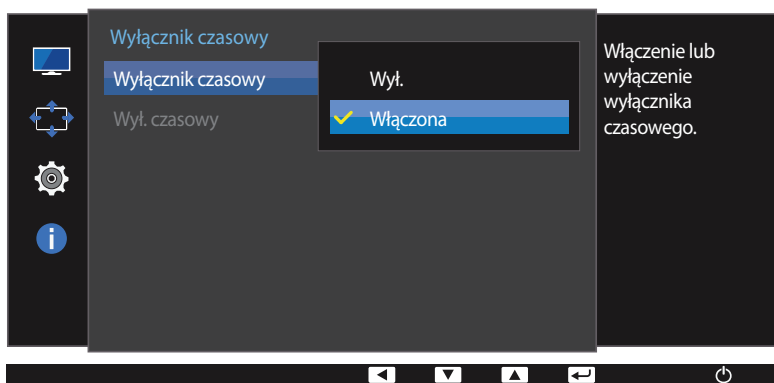 Wyłącznik czasowy
Wyłącznik czasowy
Wył. czasowy
Wył.
Włączona
Włączenie lub
wyłączenie
wyłącznika
czasowego.